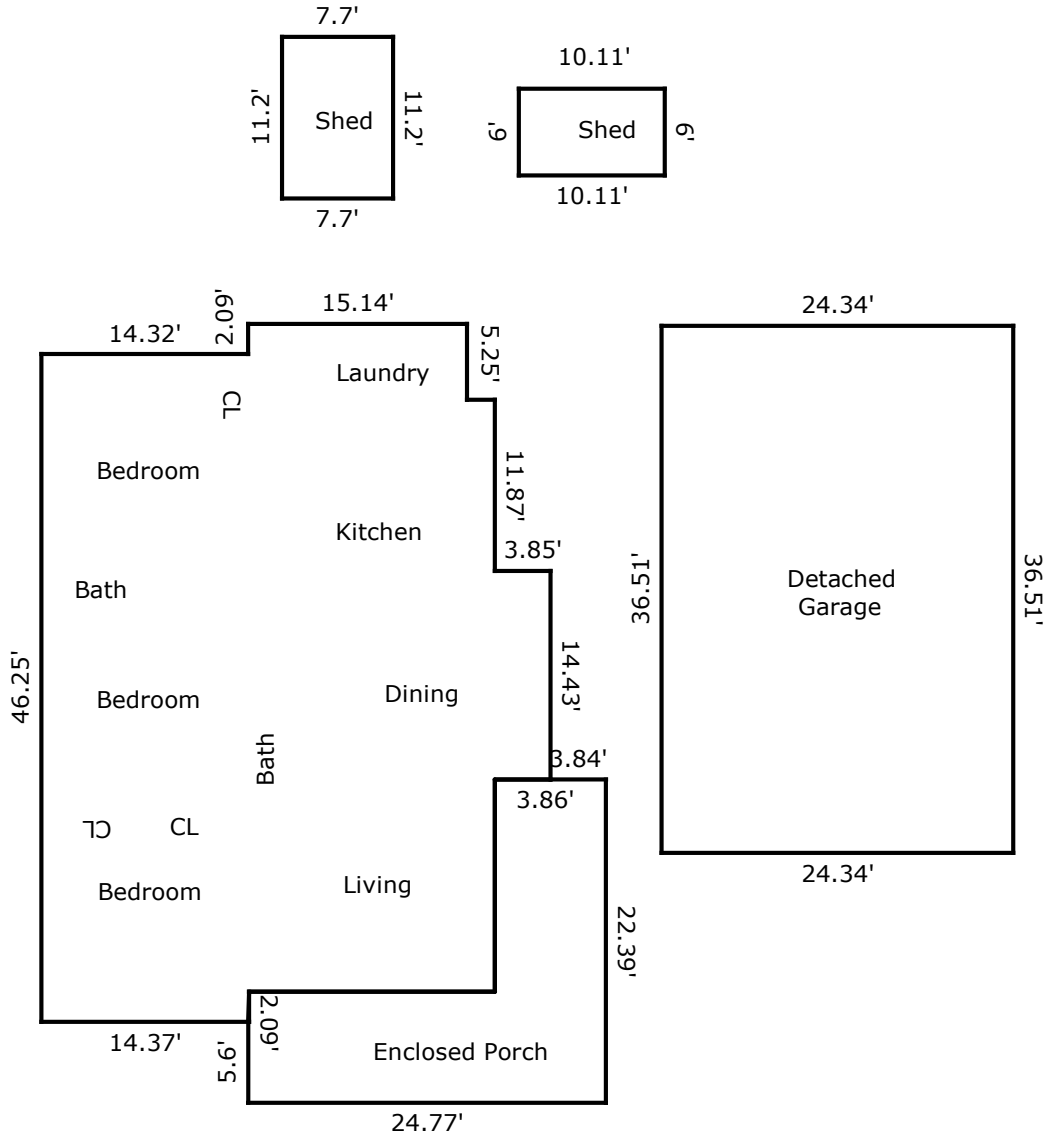 7.7'
11.2'
Shed
11.2'
7.7'
10.11'
6'
Shed
6'
10.11'
14.32'
2.09'
15.14'
5.25'
Laundry
CL
Bedroom
11.87'
Kitchen
3.85'
Bath
46.25'
Bedroom
Dining
14.43'
Bath
3.84'
3.86'
CL
CL
Bedroom
Living
22.39'
14.37'
2.09'
5.6'
Enclosed Porch
24.77'
24.34'
36.51'
Detached
Garage
36.51'
24.34'